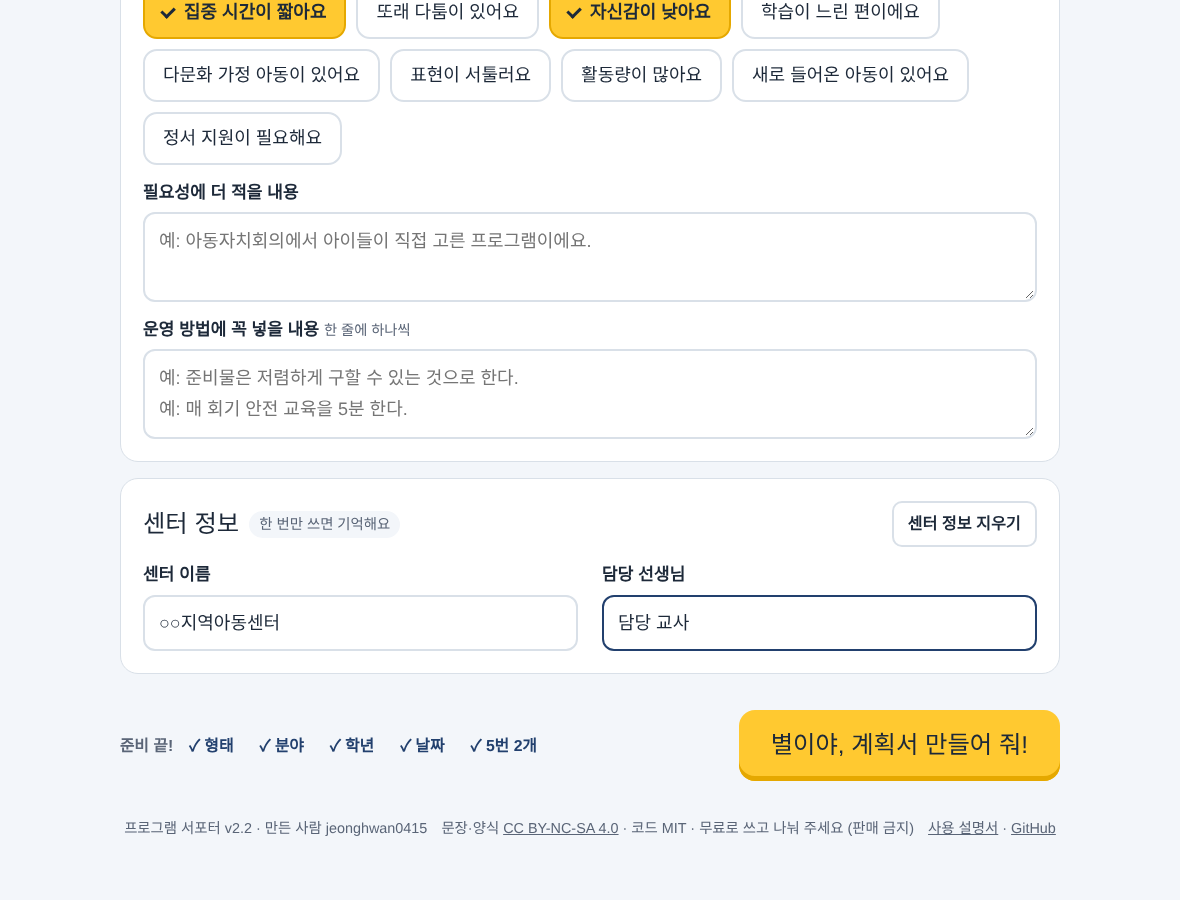 ✓ 집중 시간이 짧아요
또래 다툼이 있어요
✓ 자신감이 낮아요
학습이 느린 편이에요
다문화 가정 아동이 있어요
표현이 서툴러요
활동량이 많아요
새로 들어온 아동이 있어요
정서 지원이 필요해요
필요성에 더 적을 내용
예: 아동자치회의에서 아이들이 직접 고른 프로그램이에요.
운영 방법에 꼭 넣을 내용 한 줄에 하나씩
예: 준비물은 저렴하게 구할 수 있는 것으로 한다.
예: 매 회기 안전 교육을 5분 한다.
센터 정보 한 번만 쓰면 기억해요
센터 정보 지우기
센터 이름
담당 선생님
○○지역아동센터
담당 교사
준비 끝! ✓ 형태 ✓ 분야 ✓ 학년 ✓ 날짜 ✓ 5번 2개
별이야, 계획서 만들어 줘!
프로그램 서포터 v2.2 · 만든 사람 jeonghwan0415 문장·양식 CC BY-NC-SA 4.0 · 코드 MIT · 무료로 쓰고 나눠 주세요 (판매 금지) 사용 설명서 · GitHub